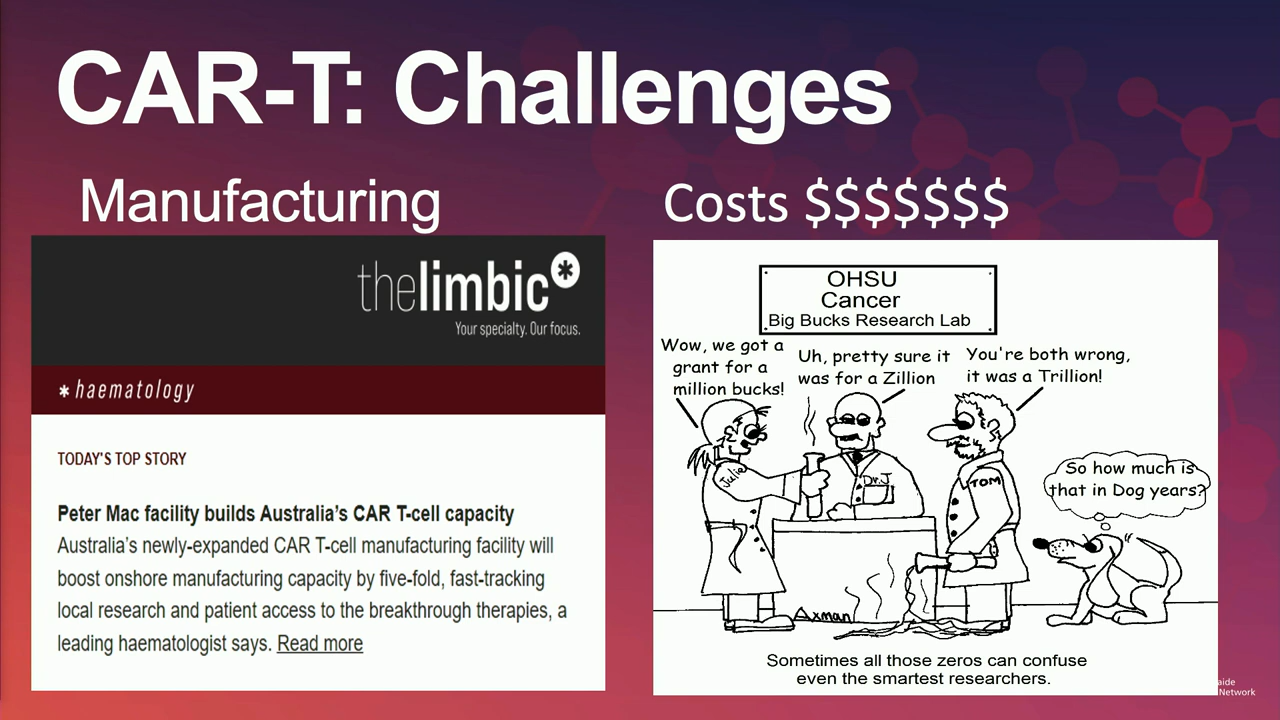 CAR-T: Challenges
Manufacturing
thelimbic*
Your specialty. Our focus.
* haematology
TODAY'S TOP STORY
Peter Mac facility builds Australia's CAR T-cell capacity
Australia's newly-expanded CAR T-cell manufacturing facility will
boost onshore manufacturing capacity by five-fold, fast-tracking
local research and patient access to the breakthrough therapies, a
leading haematologist says. Read more
Costs $$$$$$$
OHSU
Cancer
Big Bucks Research Lab
Wow, we got a
grant for a
million bucks!
Uh, pretty sure it
was for a Zillion
You're both wrong,
it was a Trillion!
So how much is
that in Dog years?
Julie
Dr.J
TOM
Axman
Sometimes all those zeros can confuse
even the smartest researchers.
aide
Network